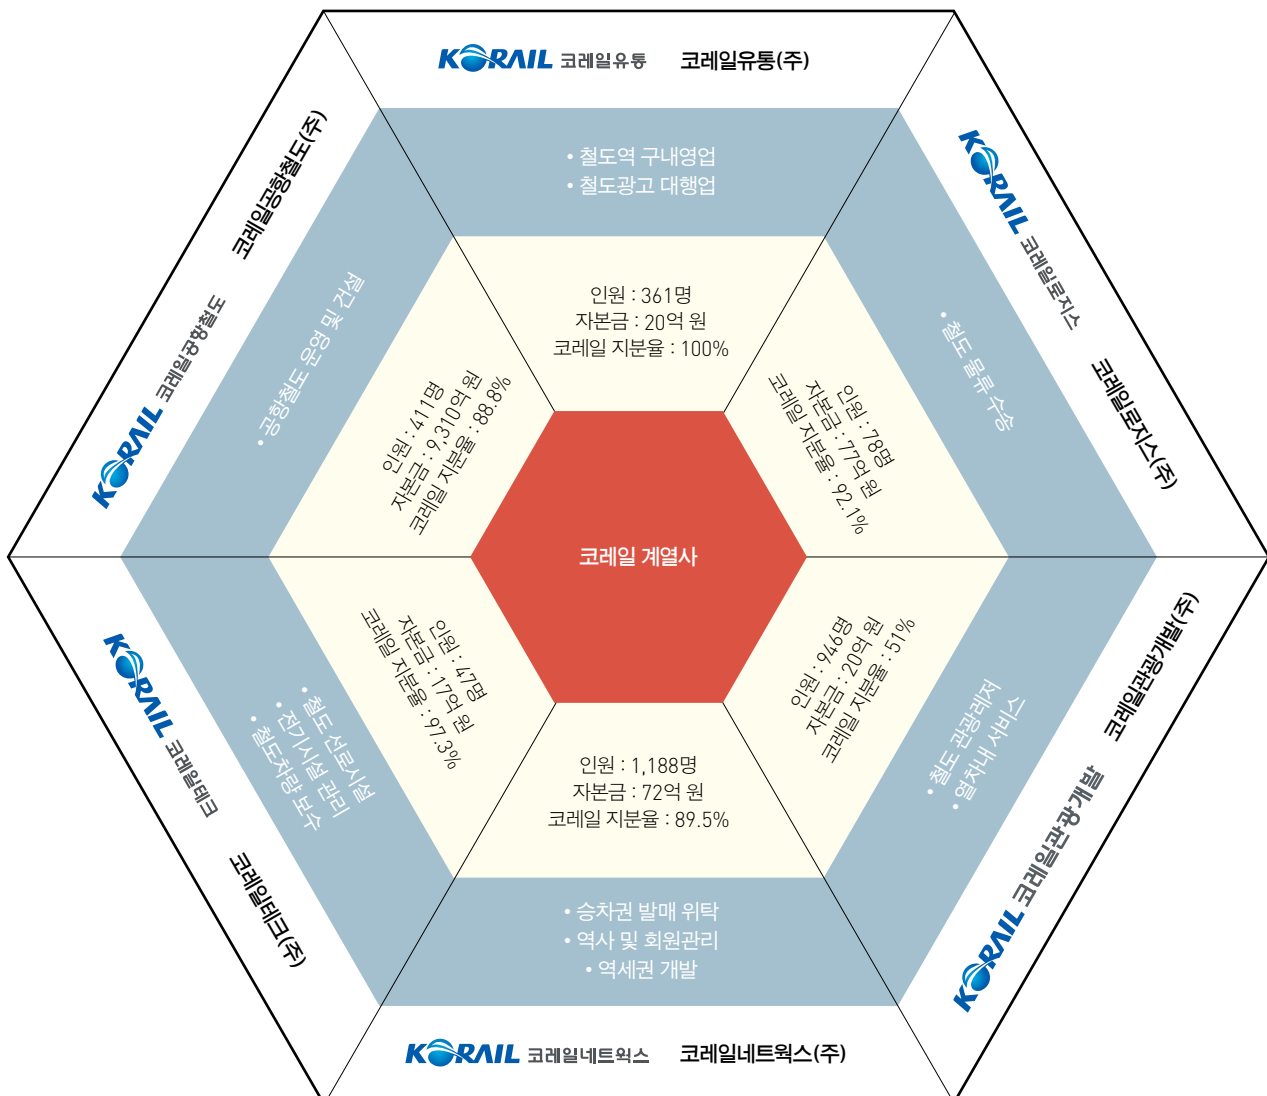 KORAIL 코레일유통 코레일유통(주)
• 철도역 구내영업
• 철도광고 대행업
인원 : 361명
자본금 : 20억 원
코레일 지분율 : 100%
KORAIL 코레일로지스 코레일로지스(주)
• 철도 물류 수송
인원 : 78명
자본금 : 77억 원
코레일 지분율 : 92.1%
KORAIL 코레일관광개발 코레일관광개발(주)
• 철도 관광레저
• 열차내 서비스
인원 : 946명
자본금 : 20억 원
코레일 지분율 : 51%
인원 : 1,188명
자본금 : 72억 원
코레일 지분율 : 89.5%
• 승차권 발매 위탁
• 역사 및 회원관리
• 역세권 개발
KORAIL 코레일네트웍스 코레일네트웍스(주)
KORAIL 코레일테크 코레일테크(주)
• 철도 선로시설
• 전기시설 관리
• 철도차량 보수
인원 : 47명
자본금 : 17억 원
코레일 지분율 : 97.3%
KORAIL 코레일공항철도 코레일공항철도(주)
• 공항철도 운영 및 건설
인원 : 411명
자본금 : 9,310억 원
코레일 지분율 : 88.8%
코레일 계열사